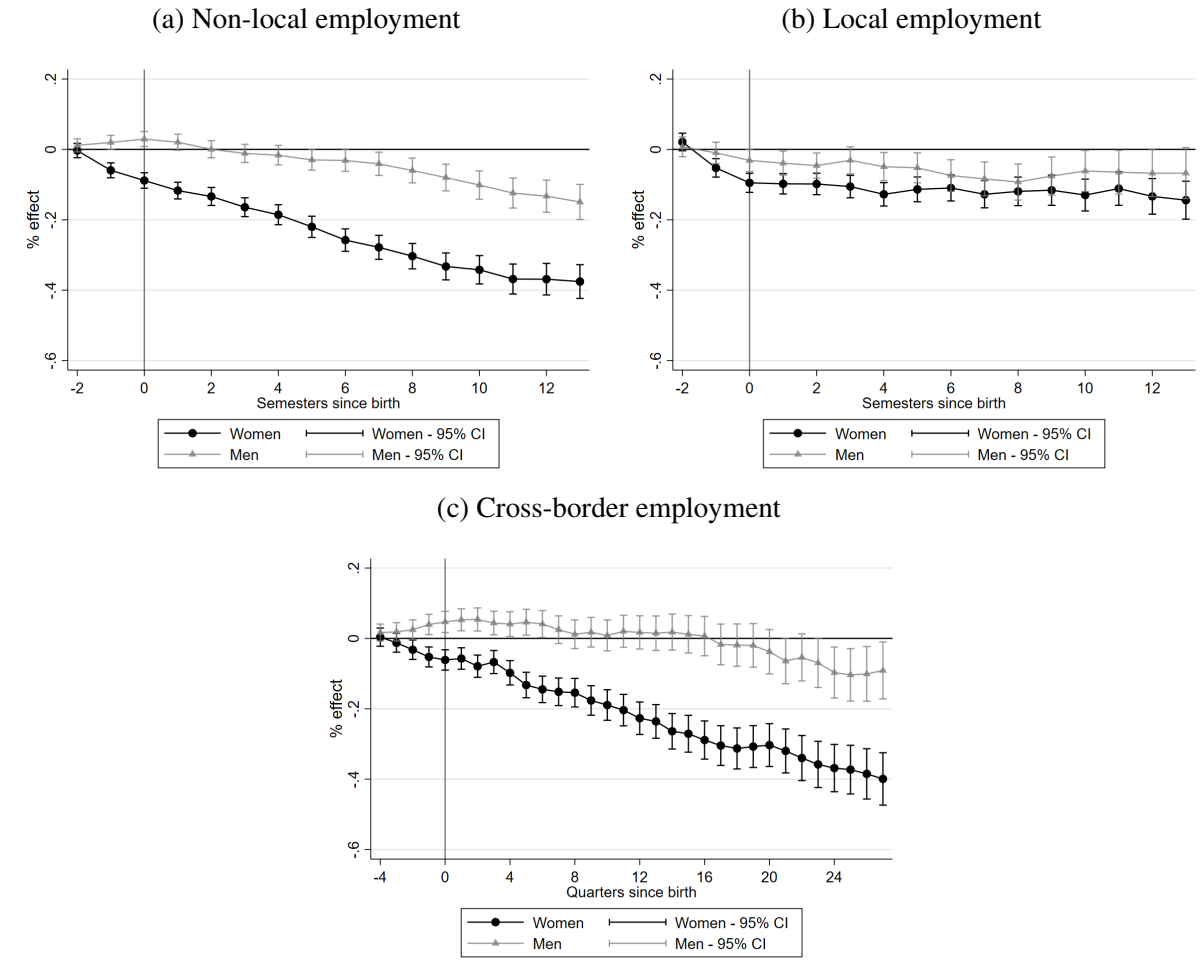 (a) Non-local employment
.2
0
-.2
-.4
-.6
% effect
-2 0 2 4 6 8 10 12
Semesters since birth
Women Women - 95% CI
Men Men - 95% CI
(b) Local employment
.2
0
-.2
-.4
-.6
% effect
-2 0 2 4 6 8 10 12
Semesters since birth
Women Women - 95% CI
Men Men - 95% CI
(c) Cross-border employment
.2
0
-.2
-.4
-.6
% effect
-4 0 4 8 12 16 20 24
Quarters since birth
Women Women - 95% CI
Men Men - 95% CI